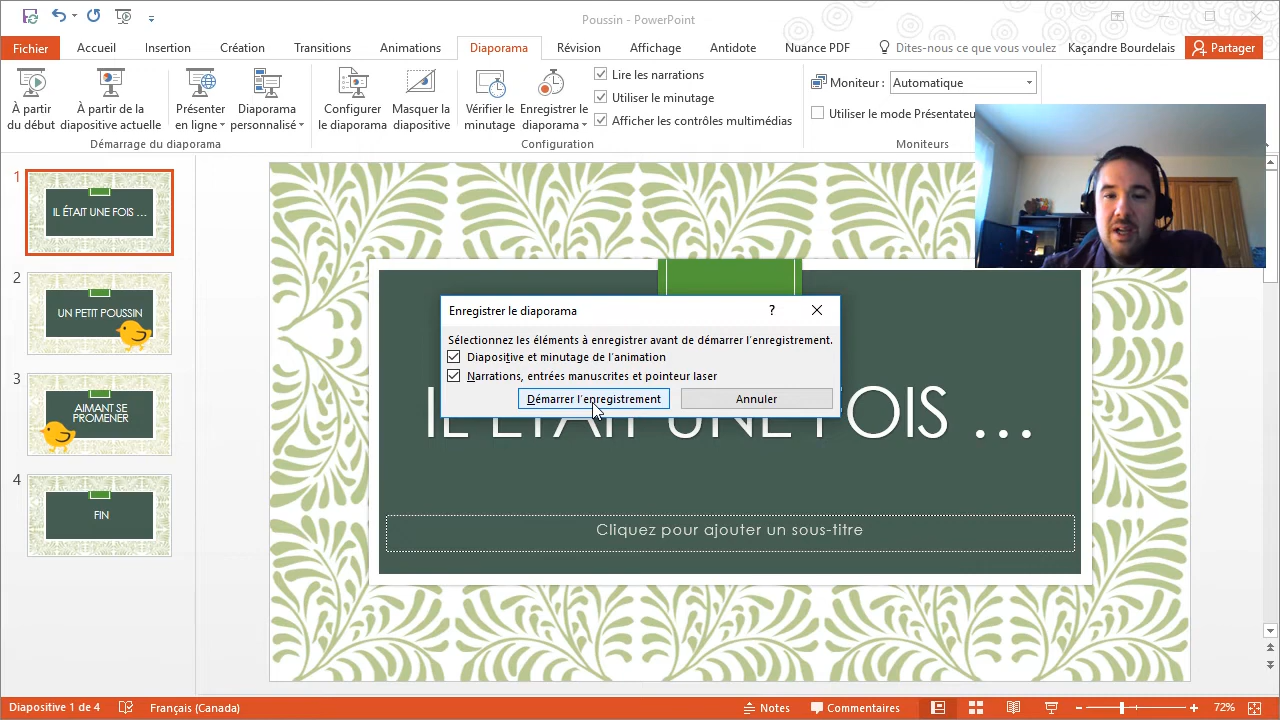 Poussin - PowerPoint
Fichier Accueil Insertion Création Transitions Animations Diaporama Révision Affichage Antidote Nuance PDF Dites-nous ce que vous voulez Kaçandre Bourdelais Partager
À partir du début
À partir de la diapositive actuelle
Présenter en ligne
Diaporama personnalisé
Démarrage du diaporama
Configurer le diaporama
Masquer la diapositive
Vérifier le minutage
Enregistrer le diaporama
Lire les narrations
Utiliser le minutage
Afficher les contrôles multimédias
Configuration
Moniteur : Automatique
Utiliser le mode Présentateu
Moniteurs
1
IL ÉTAIT UNE FOIS ...
2
UN PETIT POUSSIN
3
AIMANT SE
PROMENER
4
FIN
Enregistrer le diaporama ?
Sélectionnez les éléments à enregistrer avant de démarrer l'enregistrement.
Diapositive et minutage de l'animation
Narrations, entrées manuscrites et pointeur laser
Démarrer l'enregistrement Annuler
IL ÉTAIT UNE FOIS ...
Cliquez pour ajouter un sous-titre
Diapositive 1 de 4 Français (Canada) Notes Commentaires 72%